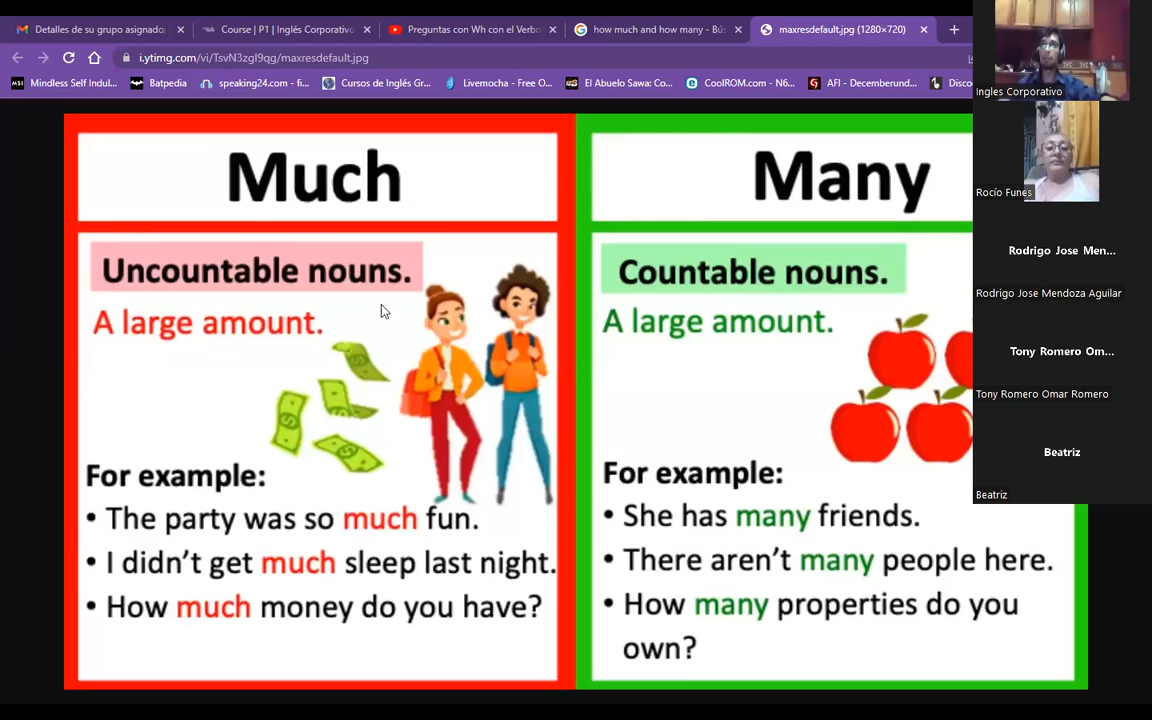 Detalles de su grupo asignado:
Course | P1 | Inglés Corporativo
Preguntas con Wh con el Verbo
how much and how many - Bús
maxresdefault.jpg (1280×720)
i.ytimg.com/vi/TsvN3zgI9qg/maxresdefault.jpg
Mindless Self Indul...
Batpedia
speaking24.com - fi...
Cursos de Inglés Gr...
Livemocha - Free O...
El Abuelo Sawa: Co...
CoolROM.com - N6...
AFI - Decemberund...
Disco
Much
Uncountable nouns.
A large amount.
For example:
• The party was so much fun.
• I didn't get much sleep last night.
• How much money do you have?
Many
Countable nouns.
A large amount.
For example:
• She has many friends.
• There aren't many people here.
• How many properties do you
own?
Ingles Corporativo
Rocío Funes
Rodrigo Jose Men...
Rodrigo Jose Mendoza Aguilar
Tony Romero Om...
Tony Romero Omar Romero
Beatriz
Beatriz